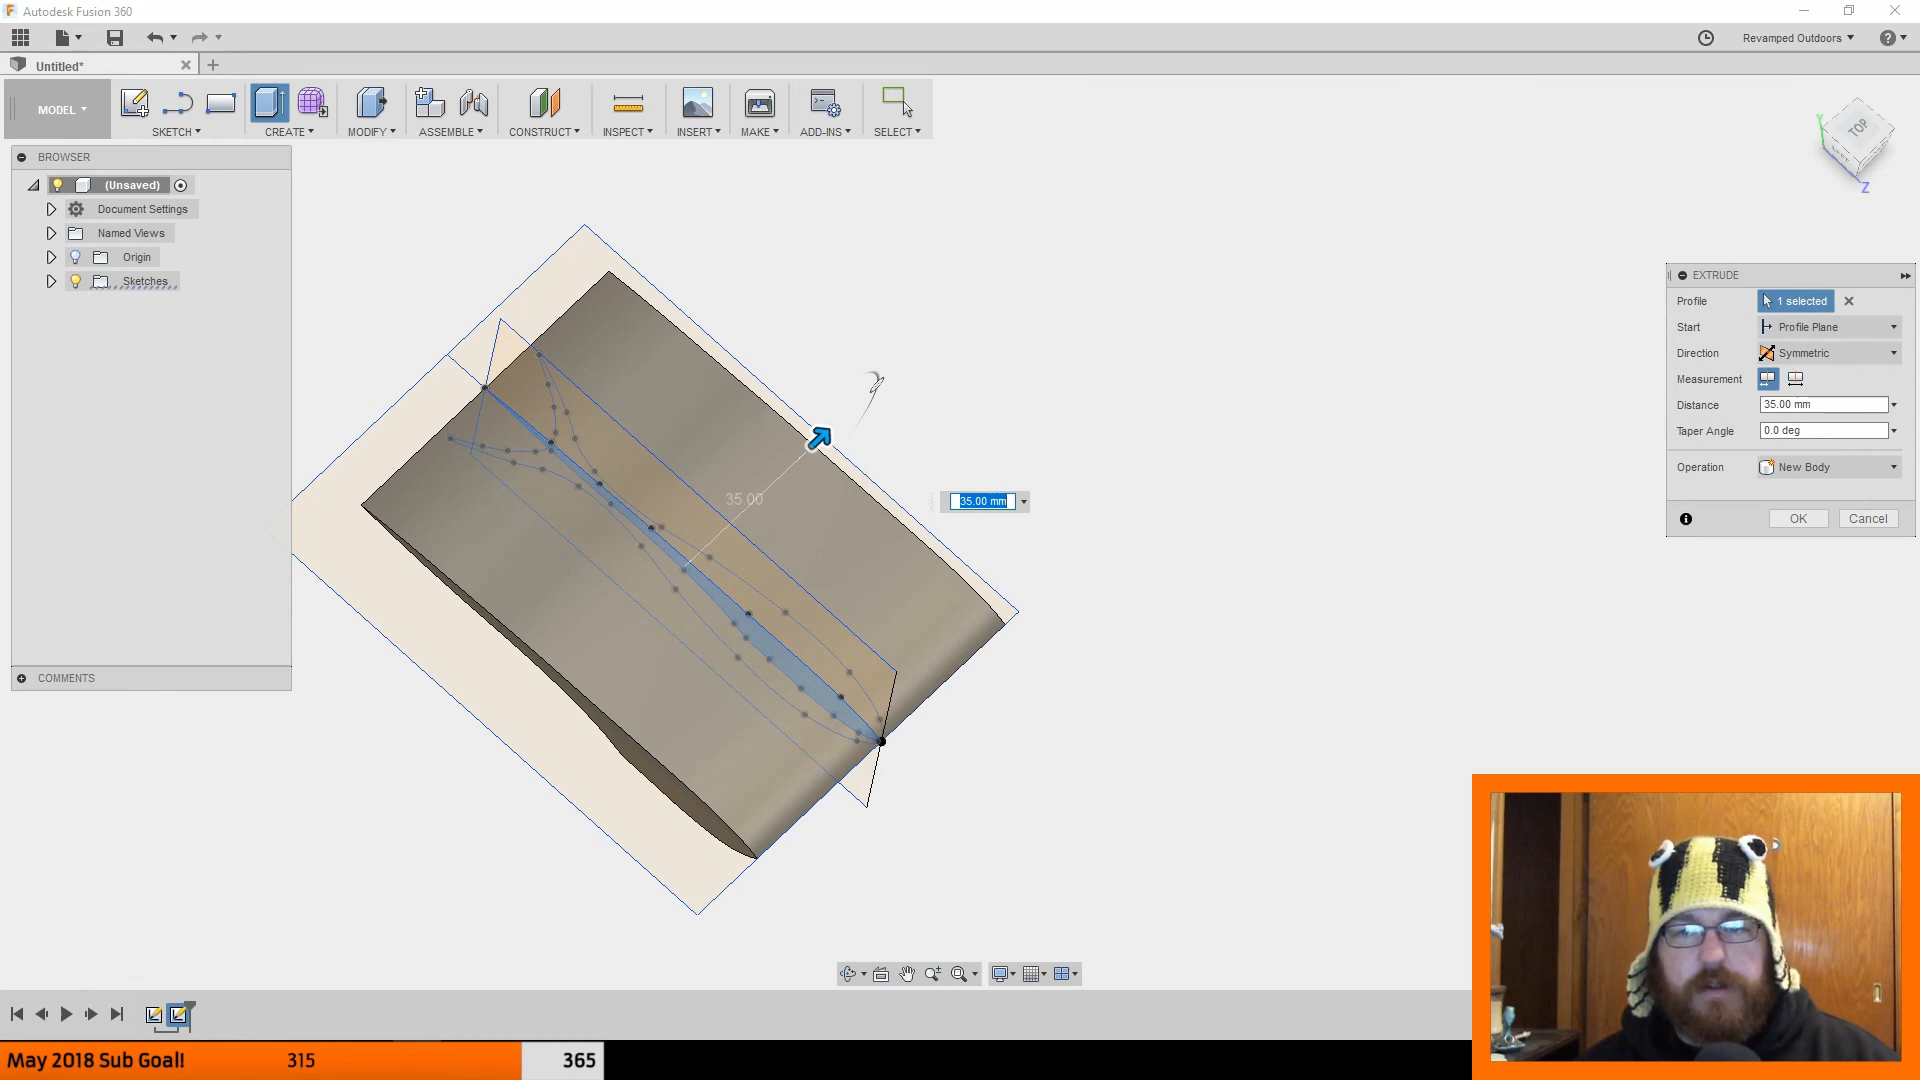 Autodesk Fusion 360
Revamped Outdoors
Untitled*
MODEL
SKETCH
CREATE
MODIFY
ASSEMBLE
CONSTRUCT
INSPECT
INSERT
MAKE
ADD-INS
SELECT
BROWSER
(Unsaved)
Document Settings
Named Views
Origin
Sketches
COMMENTS
TOP
Y
Z
35.00
35.00 mm
EXTRUDE
Profile 1 selected
Start Profile Plane
Direction Symmetric
Measurement
Distance 35.00 mm
Taper Angle 0.0 deg
Operation New Body
OK Cancel
May 2018 Sub Goal! 315 365